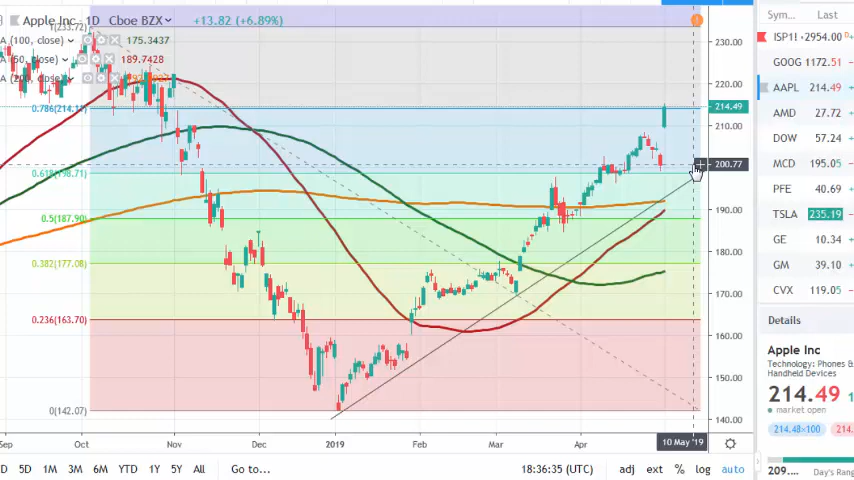 Apple Inc 1D Cboe BZX +13.82 (+6.89%)
1(233.72)
A (100, close) 175.3437
A (50, close) 189.7428
A (200, close)
0.786(214.11)
0.618(198.71)
0.5(187.90)
0.382(177.08)
0.236(163.70)
0(142.07)
230.00
220.00
214.49
210.00
200.77
190.00
180.00
170.00
160.00
150.00
140.00
Sep Oct Nov Dec 2019 Feb Mar Apr 10 May '19
D 5D 1M 3M 6M YTD 1Y 5Y All Go to... 18:36:35 (UTC) adj ext % log auto
Sym... Last
ISP1! 2954.00 D
GOOG 1172.51
AAPL 214.49
AMD 27.72
DOW 57.24
MCD 195.05
PFE 40.69
TSLA 235.19
GE 10.34
GM 39.10
CVX 119.05
Details
Apple Inc
Technology: Phones &
Handheld Devices
214.49
market open
214.48×100 214.
209.... Day's Rang